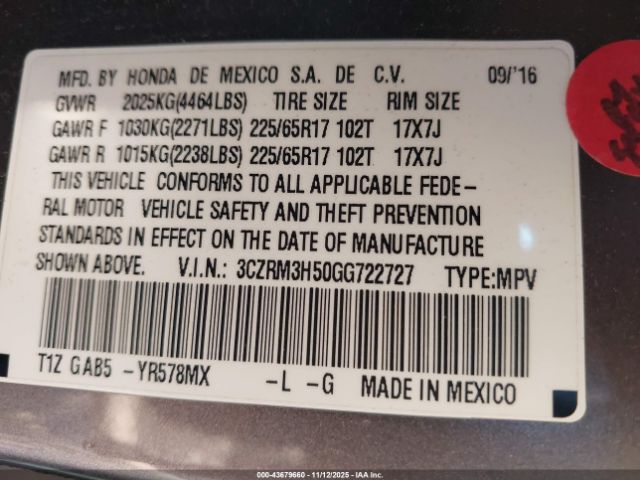 MFD. BY HONDA DE MEXICO S.A. DE C.V. 09/'16
GVWR 2025KG(4464LBS) TIRE SIZE RIM SIZE
GAWR F 1030KG(2271LBS) 225/65R17 102T 17X7J
GAWR R 1015KG(2238LBS) 225/65R17 102T 17X7J
THIS VEHICLE CONFORMS TO ALL APPLICABLE FEDE-
RAL MOTOR VEHICLE SAFETY AND THEFT PREVENTION
STANDARDS IN EFFECT ON THE DATE OF MANUFACTURE
SHOWN ABOVE. V.I.N.: 3CZRM3H50GG722727 TYPE:MPV
T1Z GAB5 -YR578MX -L -G MADE IN MEXICO
000-43679660 - 11/12/2025 - IAA Inc.